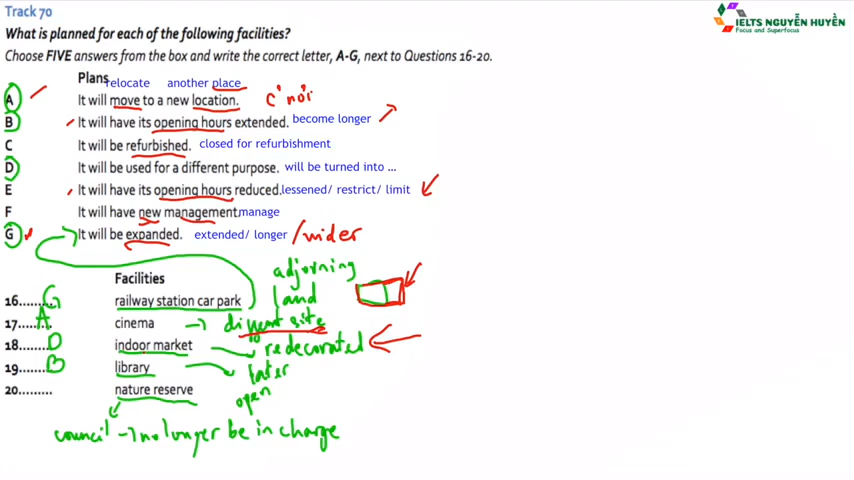 Track 70
IELTS NGUYỄN HUYỀN
Focus and Superfocus
What is planned for each of the following facilities?
Choose FIVE answers from the box and write the correct letter, A-G, next to Questions 16-20.
Plans
relocate another place
A It will move to a new location. c' nơi
B It will have its opening hours extended. become longer
C It will be refurbished. closed for refurbishment
D It will be used for a different purpose. will be turned into ...
E It will have its opening hours reduced. lessened/ restrict/ limit
F It will have new management. manage
G It will be expanded. extended/ longer /wider
adjorning
Facilities
land
16......... G railway station car park
17......... A cinema → different site
18......... D indoor market redecorated
19......... B library later
open
20......... nature reserve
council → no longer be in charge